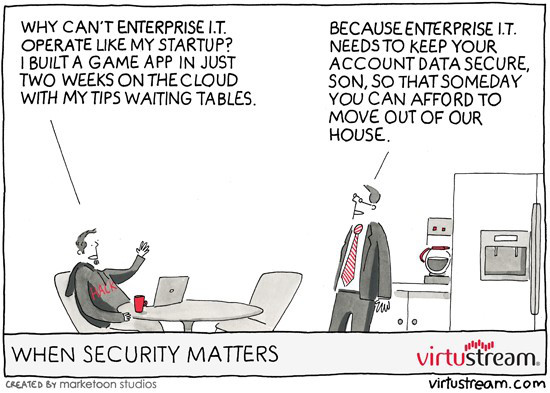 WHY CAN'T ENTERPRISE I.T.
OPERATE LIKE MY STARTUP?
I BUILT A GAME APP IN JUST
TWO WEEKS ON THE CLOUD
WITH MY TIPS WAITING TABLES.
BECAUSE ENTERPRISE I.T.
NEEDS TO KEEP YOUR
ACCOUNT DATA SECURE,
SON, SO THAT SOMEDAY
YOU CAN AFFORD TO
MOVE OUT OF OUR
HOUSE.
HACK
WHEN SECURITY MATTERS
virtustream.
CREATED BY marketoon studios
virtustream.com